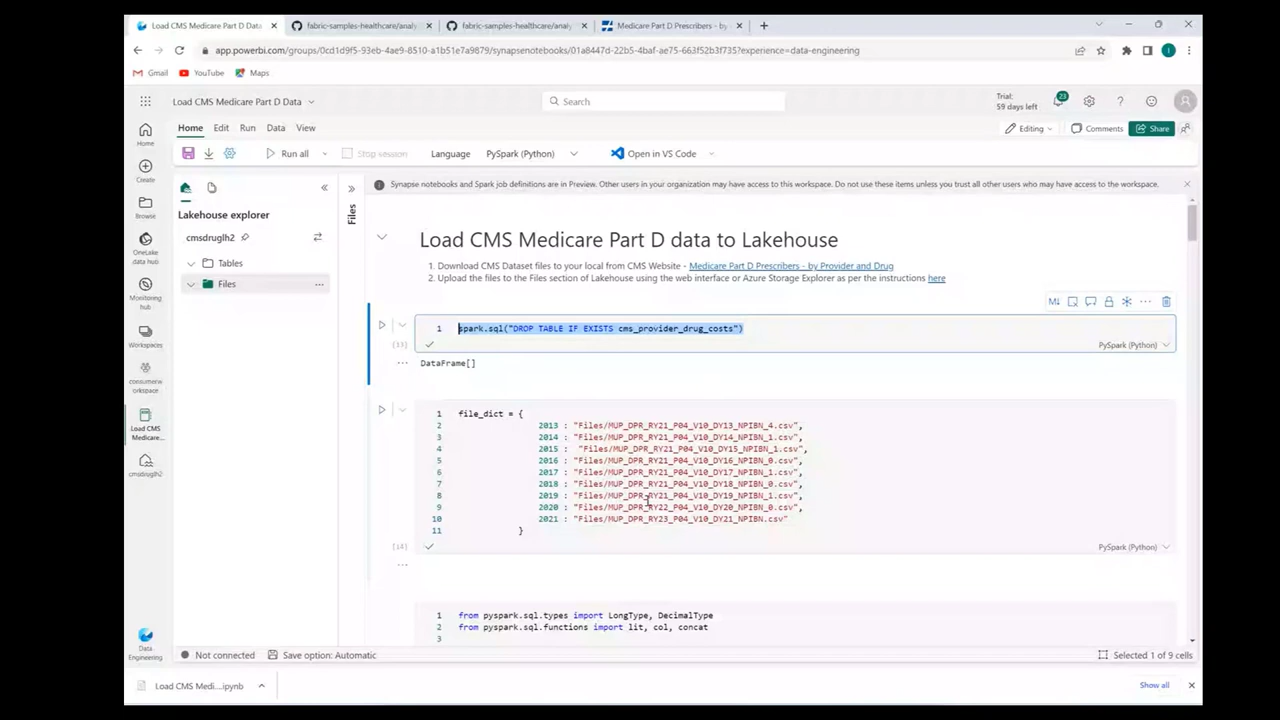 Load CMS Medicare Part D Data
fabric-samples-healthcare/analy
fabric-samples-healthcare/analy
Medicare Part D Prescribers - by
app.powerbi.com/groups/0cd1d9f5-93eb-4ae9-8510-a1b51e7a9879/synapsenotebooks/01a8447d-22b5-4baf-ae75-663f52b3f735?experience=data-engineering
Gmail
YouTube
Maps
Load CMS Medicare Part D Data
Search
Trial:
59 days left
23
Home
Edit
Run
Data
View
Editing
Comments
Share
Run all
Stop session
Language
PySpark (Python)
Open in VS Code
Home
Create
Browse
OneLake
data hub
Monitoring
hub
Workspaces
consumerw
orkspace
Load CMS
Medicare...
cmsdruglh2
Data
Engineering
Lakehouse explorer
cmsdruglh2
Tables
Files
Files
Synapse notebooks and Spark job definitions are in Preview. Other users in your organization may have access to this workspace. Do not use these items unless you trust all other users who may have access to the workspace.
Load CMS Medicare Part D data to Lakehouse
1. Download CMS Dataset files to your local from CMS Website - Medicare Part D Prescribers - by Provider and Drug
2. Upload the files to the Files section of Lakehouse using the web interface or Azure Storage Explorer as per the instructions here
1 spark.sql("DROP TABLE IF EXISTS cms_provider_drug_costs")
[13]
PySpark (Python)
DataFrame[]
1 file_dict = {
2 2013 : "Files/MUP_DPR_RY21_P04_V10_DY13_NPIBN_4.csv",
3 2014 : "Files/MUP_DPR_RY21_P04_V10_DY14_NPIBN_1.csv",
4 2015 : "Files/MUP_DPR_RY21_P04_V10_DY15_NPIBN_1.csv",
5 2016 : "Files/MUP_DPR_RY21_P04_V10_DY16_NPIBN_0.csv",
6 2017 : "Files/MUP_DPR_RY21_P04_V10_DY17_NPIBN_1.csv",
7 2018 : "Files/MUP_DPR_RY21_P04_V10_DY18_NPIBN_0.csv",
8 2019 : "Files/MUP_DPR_RY21_P04_V10_DY19_NPIBN_1.csv",
9 2020 : "Files/MUP_DPR_RY22_P04_V10_DY20_NPIBN_0.csv",
10 2021 : "Files/MUP_DPR_RY23_P04_V10_DY21_NPIBN.csv"
11 }
[14]
PySpark (Python)
1 from pyspark.sql.types import LongType, DecimalType
2 from pyspark.sql.functions import lit, col, concat
3
Not connected
Save option: Automatic
Selected 1 of 9 cells
Load CMS Medi....ipynb
Show all